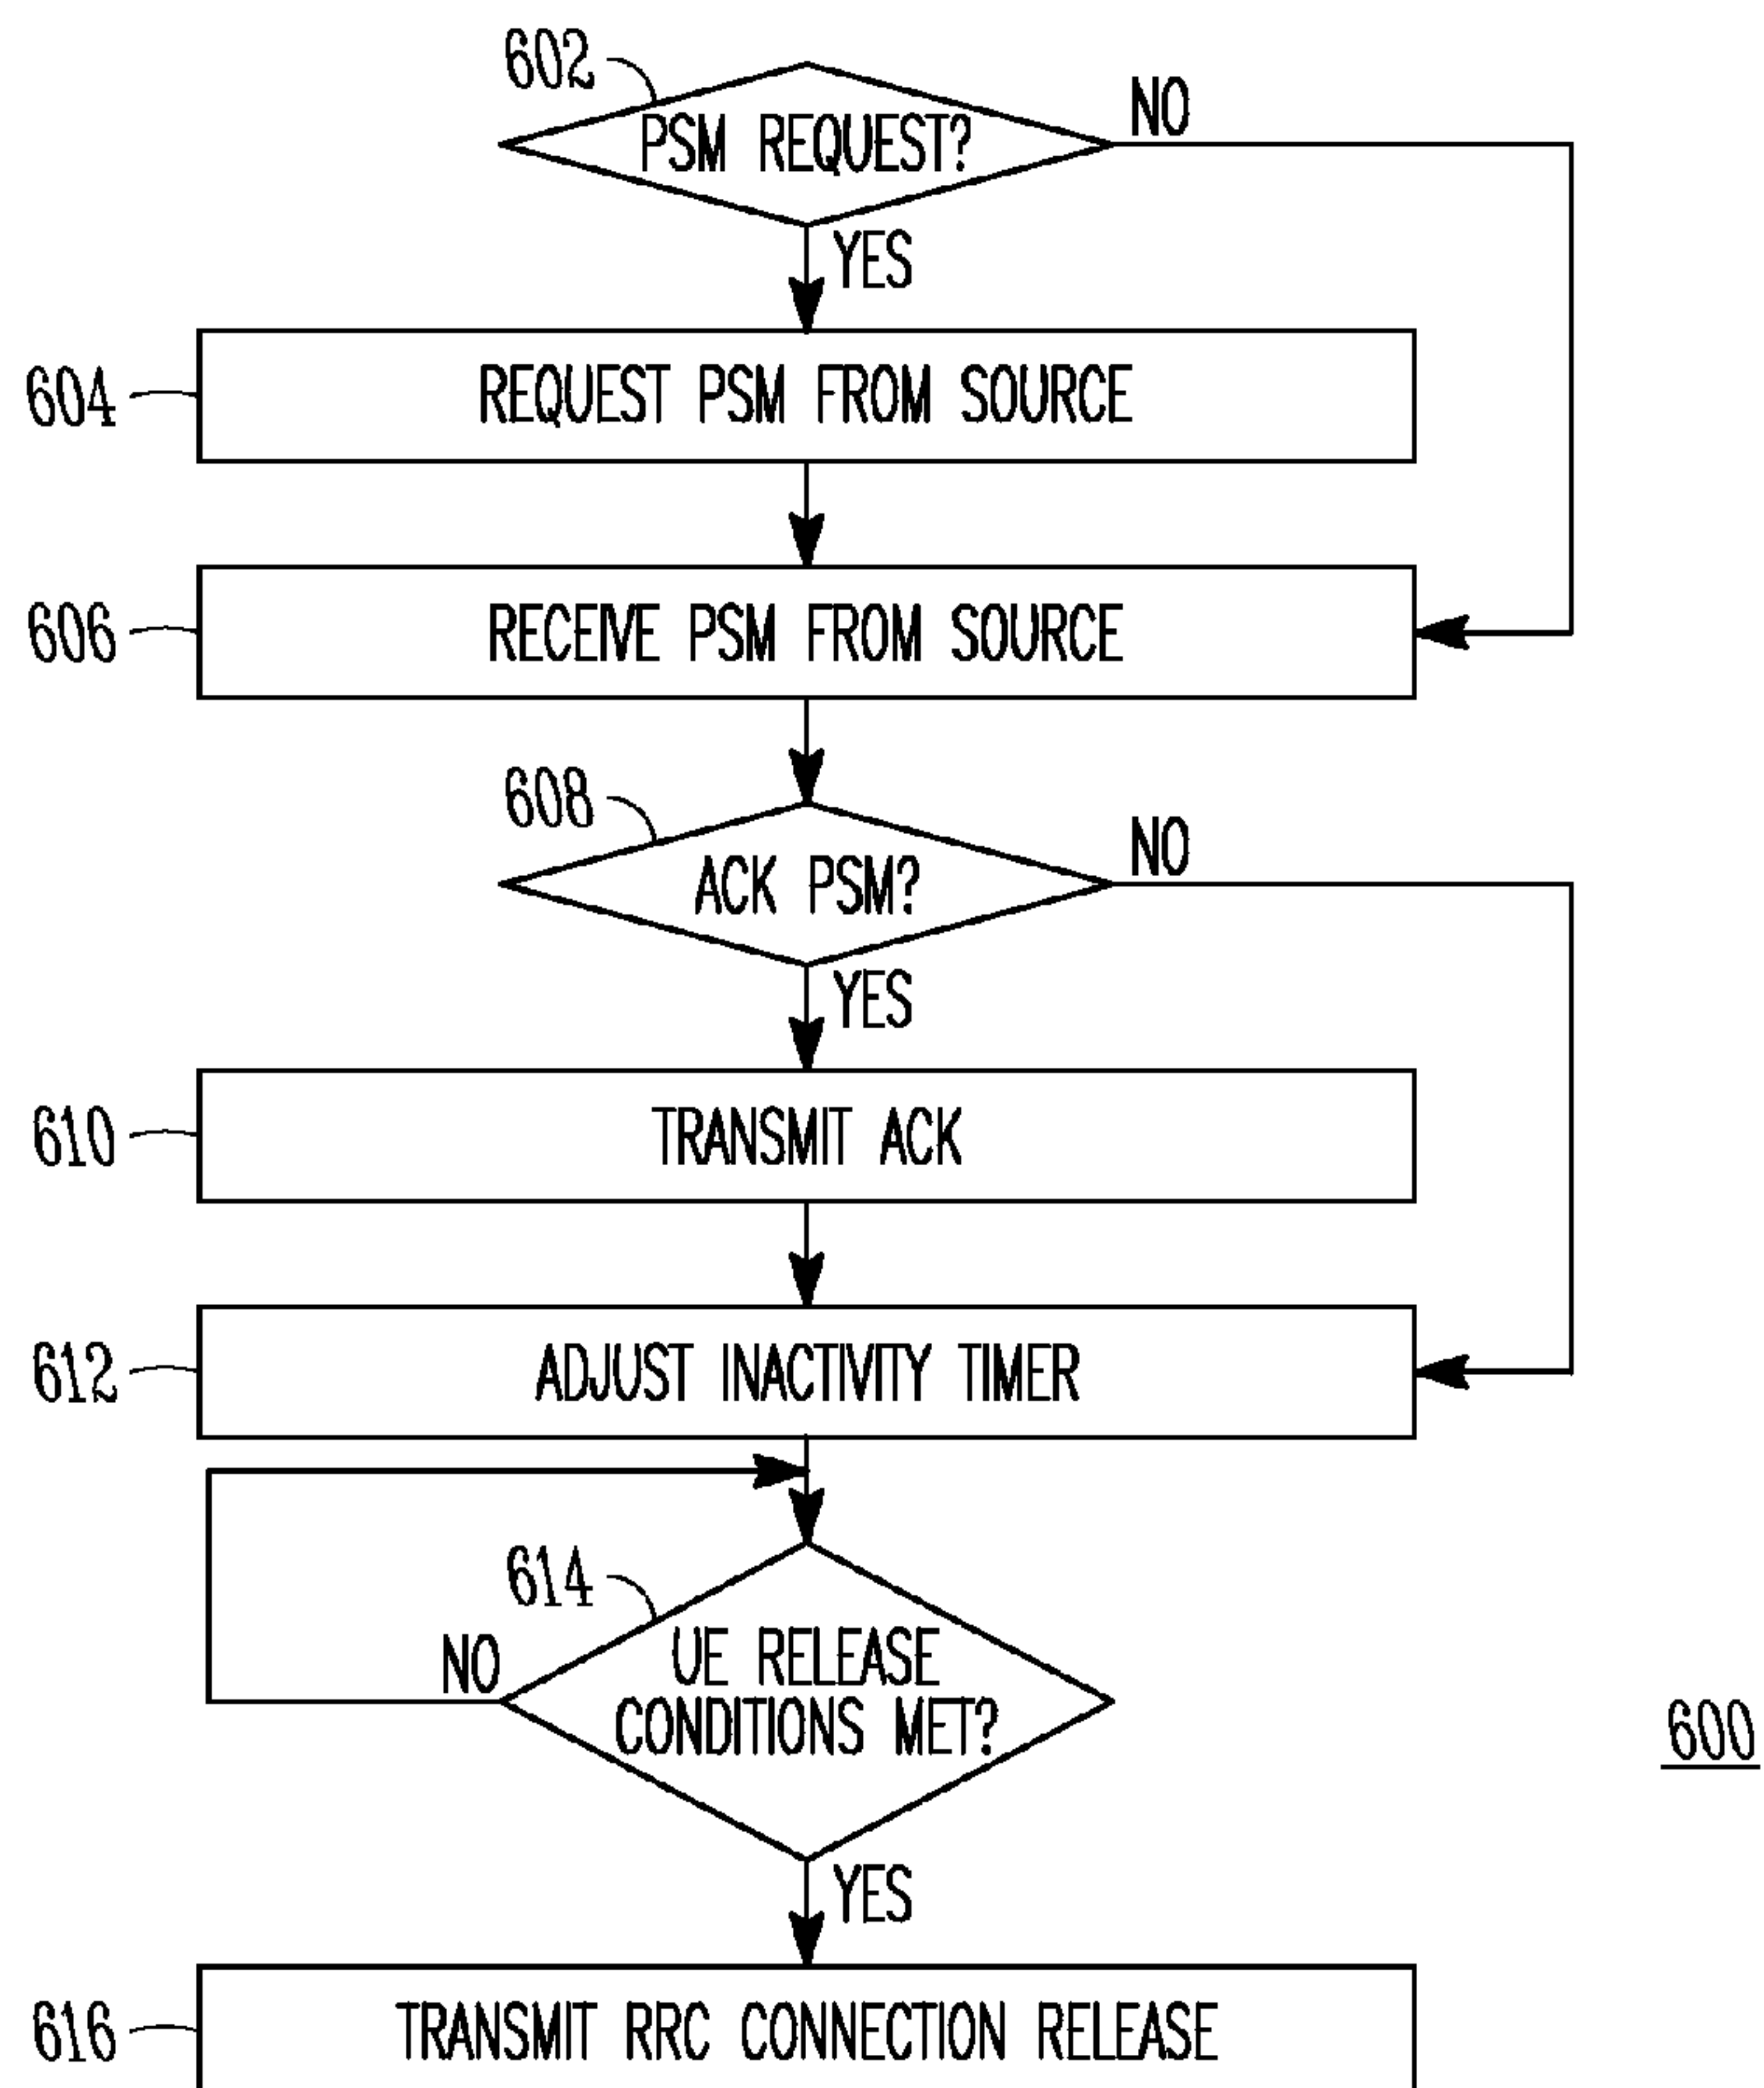 602
PSM REQUEST?
NO
YES
604
REQUEST PSM FROM SOURCE
606
RECEIVE PSM FROM SOURCE
608
ACK PSM?
NO
YES
610
TRANSMIT ACK
612
ADJUST INACTIVITY TIMER
614
NO
UE RELEASE
CONDITIONS MET?
600
YES
616
TRANSMIT RRC CONNECTION RELEASE